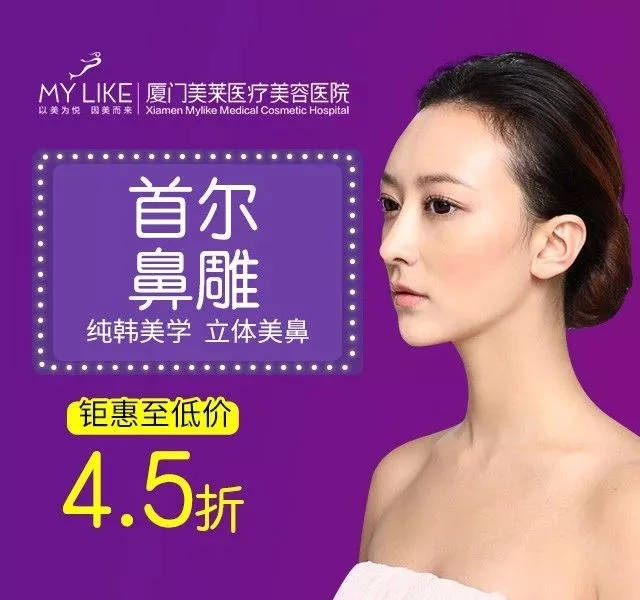 MY LIKE 厦门美莱医疗美容医院
以美为悦 因美而来 Xiamen Mylike Medical Cosmetic Hospital
首尔
鼻雕
纯韩美学 立体美鼻
钜惠至低价
4.5折